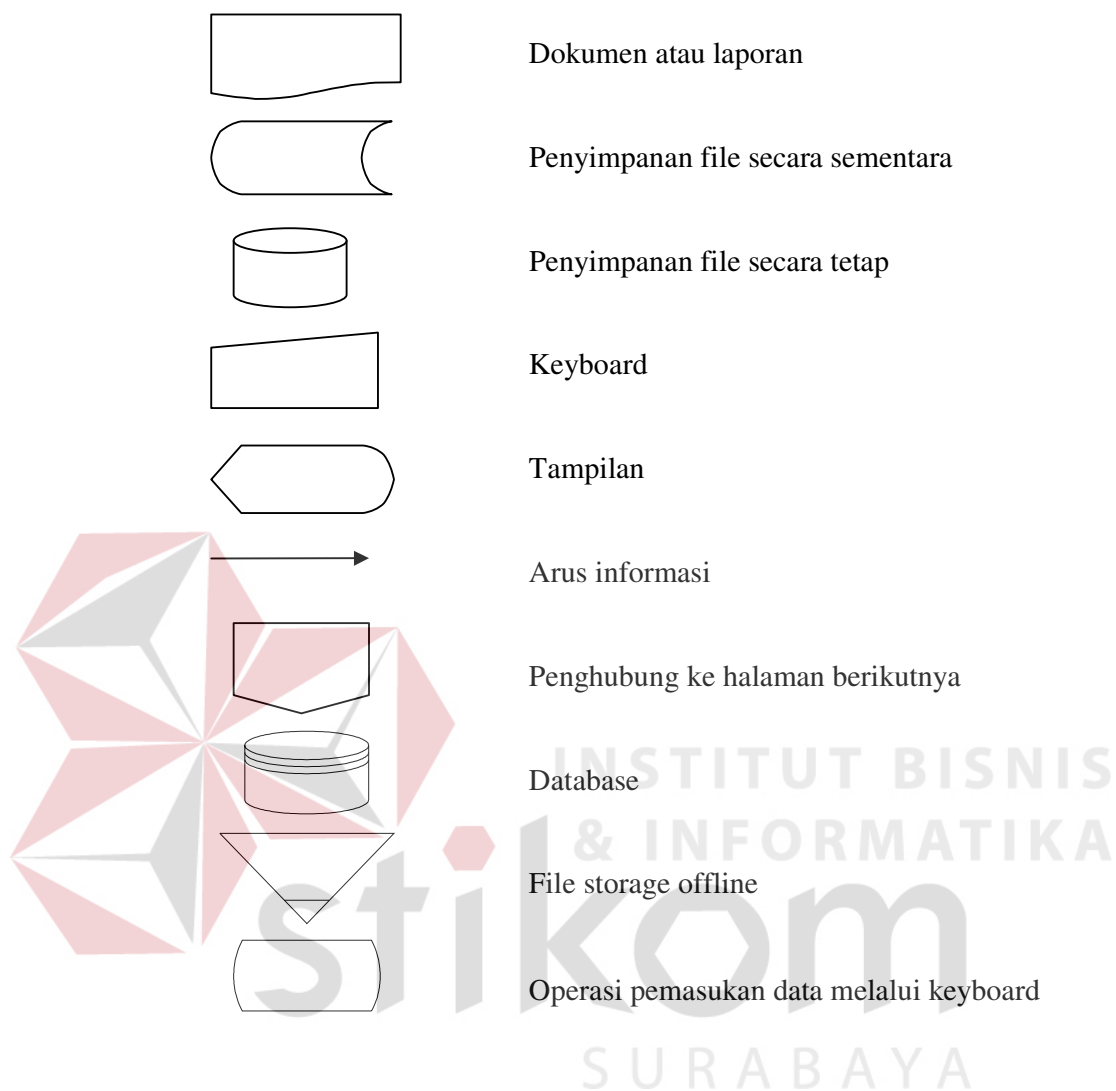 Dokumen atau laporan
Penyimpanan file secara sementara
Penyimpanan file secara tetap
Keyboard
Tampilan
Arus informasi
Penghubung ke halaman berikutnya
Database
File storage offline
Operasi pemasukan data melalui keyboard
INSTITUT BISNIS
& INFORMATIKA
stikom
SURABAYA